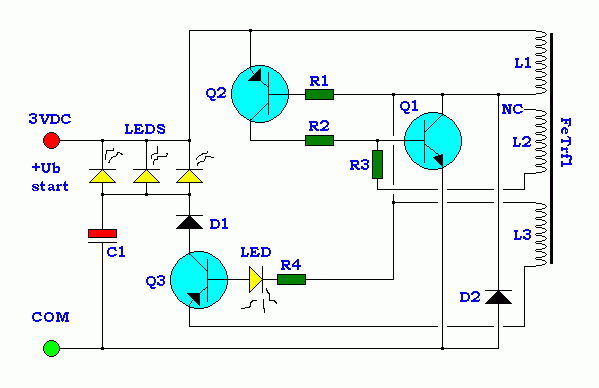 L1
R1
Q2
Q1
NC
3VDC
LEDS
R2
FeTrf1
L2
+Ub
R3
start
D1
L3
C1
LED
R4
Q3
D2
COM